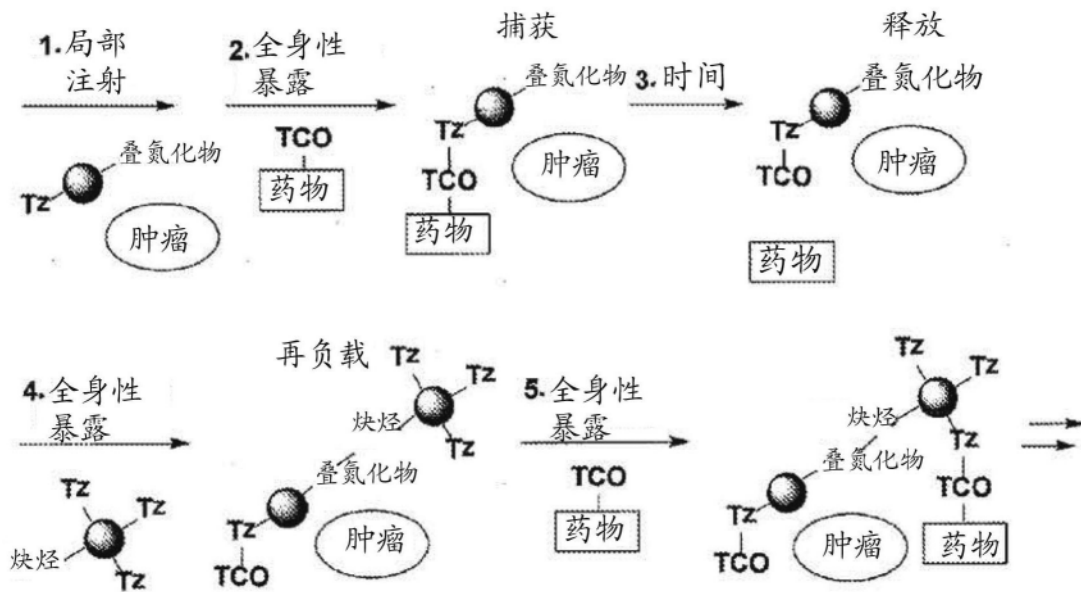 1.局部
注射
叠氮化物
Tz
肿瘤
2.全身性
暴露
TCO
药物
捕获
叠氮化物
Tz
TCO
药物
肿瘤
3.时间
释放
叠氮化物
Tz
TCO
肿瘤
药物
4.全身性
暴露
Tz
Tz
炔烃
Tz
再负载
Tz
Tz
炔烃
Tz
叠氮化物
Tz
TCO
肿瘤
5.全身性
暴露
TCO
药物
Tz
Tz
炔烃
Tz
叠氮化物
TCO
Tz
TCO
肿瘤
药物